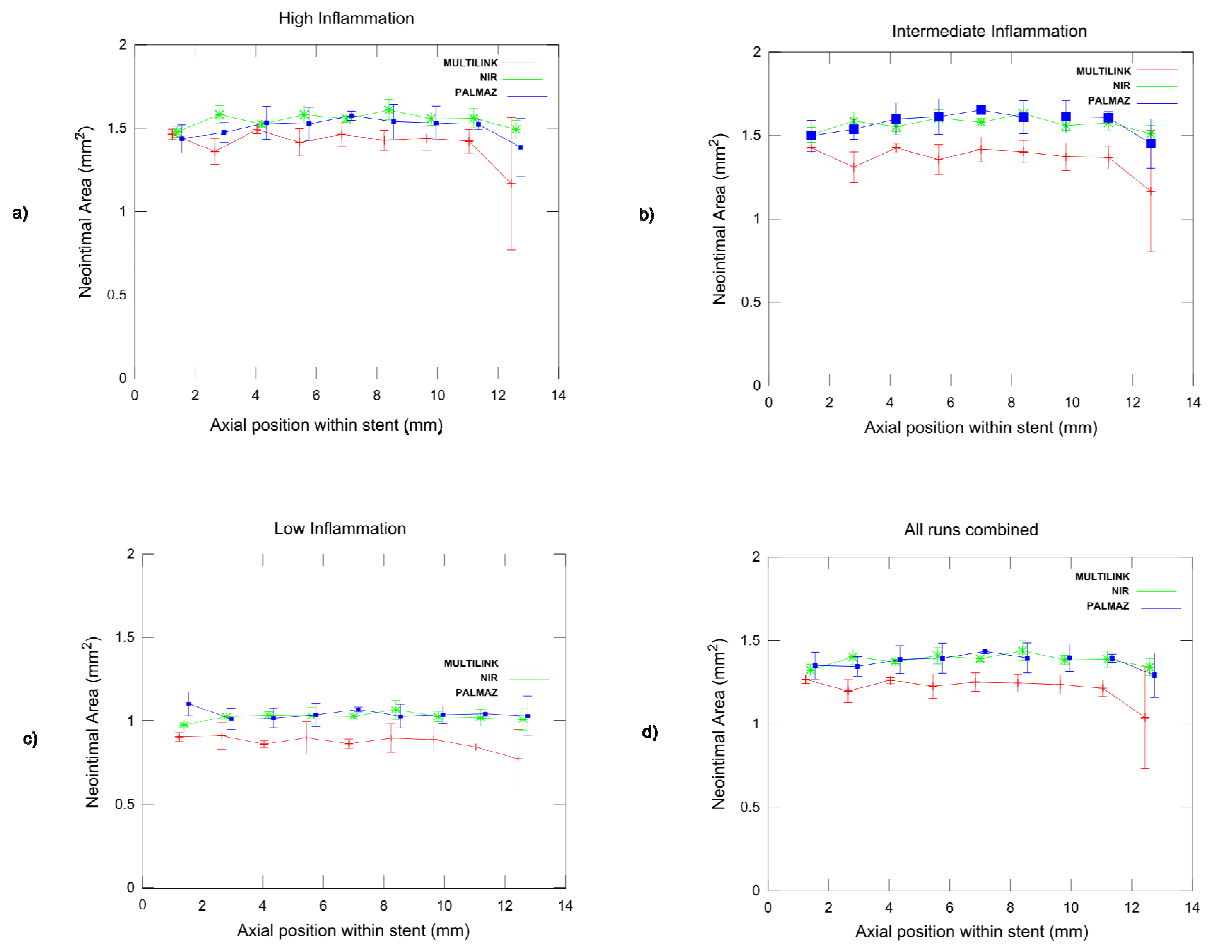 a)
High Inflammation
Neointimal Area (mm2)
2
1.5
1
0.5
0
MULTILINK
NIR
PALMAZ
0 2 4 6 8 10 12 14
Axial position within stent (mm)
b)
Intermediate Inflammation
Neointimal Area (mm2)
2
1.5
1
0.5
0
MULTILINK
NIR
PALMAZ
0 2 4 6 8 10 12 14
Axial position within stent (mm)
c)
Low Inflammation
Neointimal Area (mm2)
2
1.5
1
0.5
0
MULTILINK
NIR
PALMAZ
0 2 4 6 8 10 12 14
Axial position within stent (mm)
d)
All runs combined
Neointimal Area (mm2)
2
1.5
1
0.5
0
MULTILINK
NIR
PALMAZ
0 2 4 6 8 10 12 14
Axial position within stent (mm)